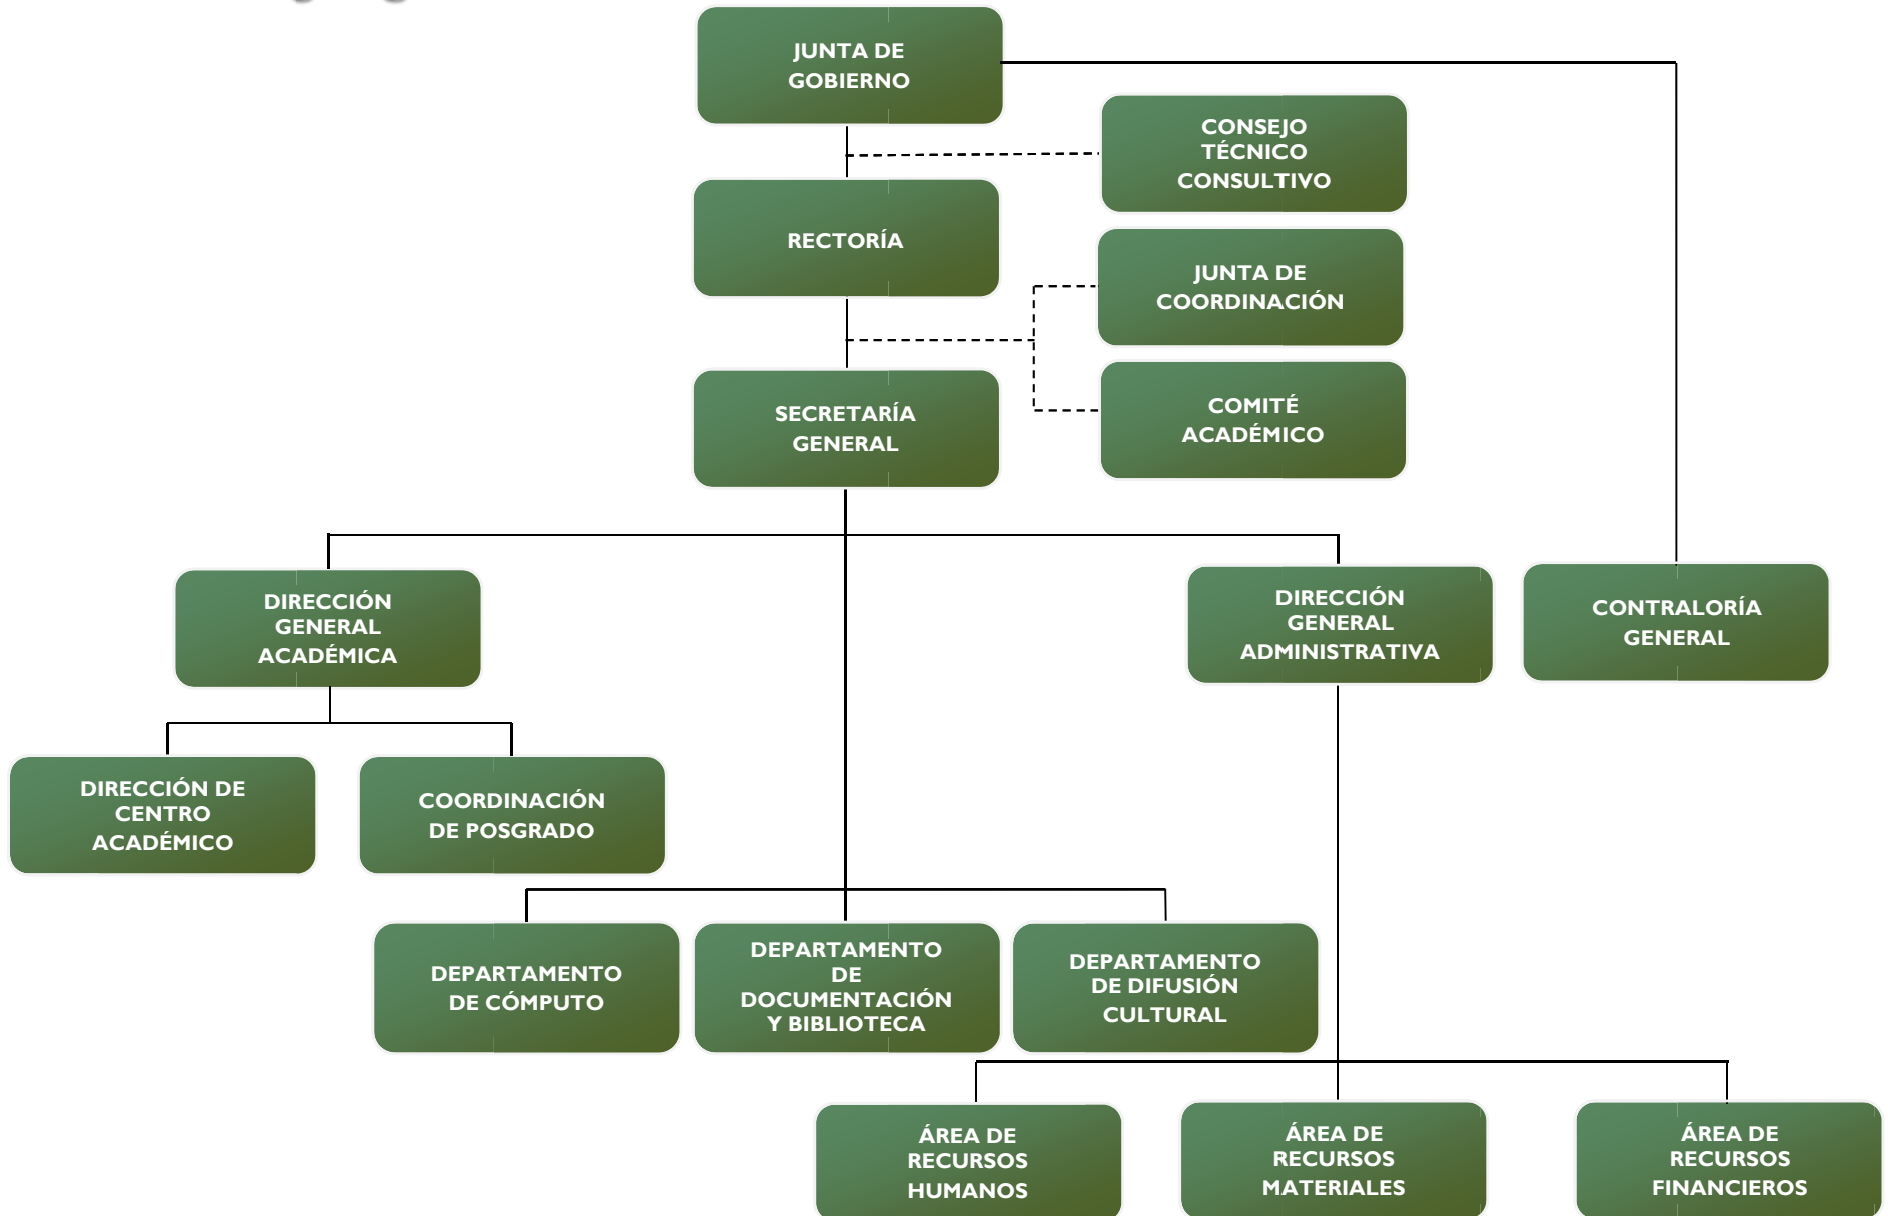 JUNTA DE
GOBIERNO
CONSEJO
TÉCNICO
CONSULTIVO
RECTORÍA
JUNTA DE
COORDINACIÓN
SECRETARÍA
GENERAL
COMITÉ
ACADÉMICO
DIRECCIÓN
GENERAL
ACADÉMICA
DIRECCIÓN
GENERAL
ADMINISTRATIVA
CONTRALORÍA
GENERAL
DIRECCIÓN DE
CENTRO
ACADÉMICO
COORDINACIÓN
DE POSGRADO
DEPARTAMENTO
DE CÓMPUTO
DEPARTAMENTO
DE
DOCUMENTACIÓN
Y BIBLIOTECA
DEPARTAMENTO
DE DIFUSIÓN
CULTURAL
ÁREA DE
RECURSOS
HUMANOS
ÁREA DE
RECURSOS
MATERIALES
ÁREA DE
RECURSOS
FINANCIEROS